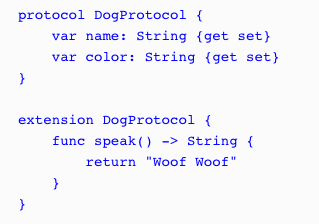 protocol DogProtocol {
    var name: String {get set}
    var color: String {get set}
}

extension DogProtocol {
    func speak() -> String {
        return "Woof Woof"
    }
}